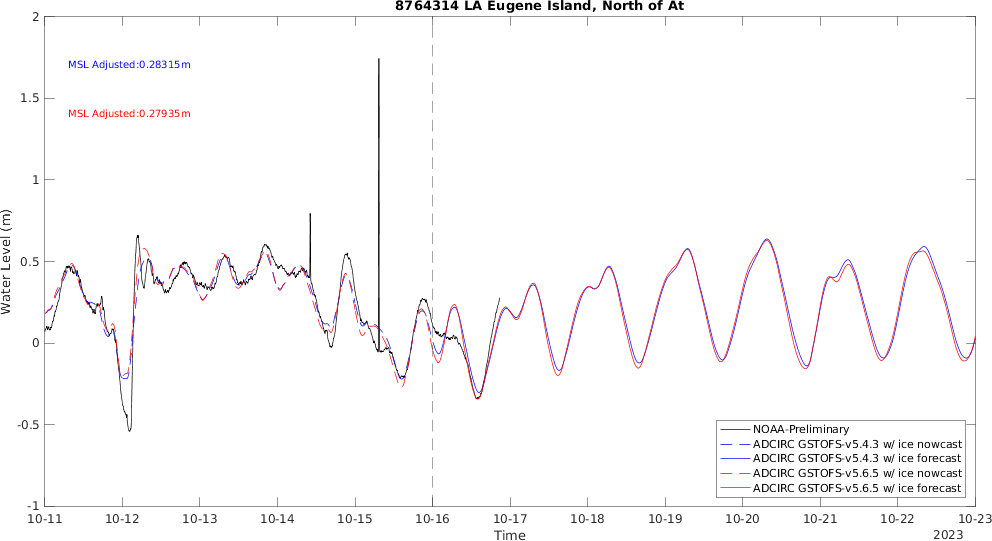 8764314 LA Eugene Island, North of At
MSL Adjusted:0.28315m
MSL Adjusted:0.27935m
2
1.5
1
0.5
0
-0.5
-1
Water Level (m)
10-11 10-12 10-13 10-14 10-15 10-16 10-17 10-18 10-19 10-20 10-21 10-22 10-23
Time
2023
NOAA-Preliminary
ADCIRC GSTOFS-v5.4.3 w/ ice nowcast
ADCIRC GSTOFS-v5.4.3 w/ ice forecast
ADCIRC GSTOFS-v5.6.5 w/ ice nowcast
ADCIRC GSTOFS-v5.6.5 w/ ice forecast